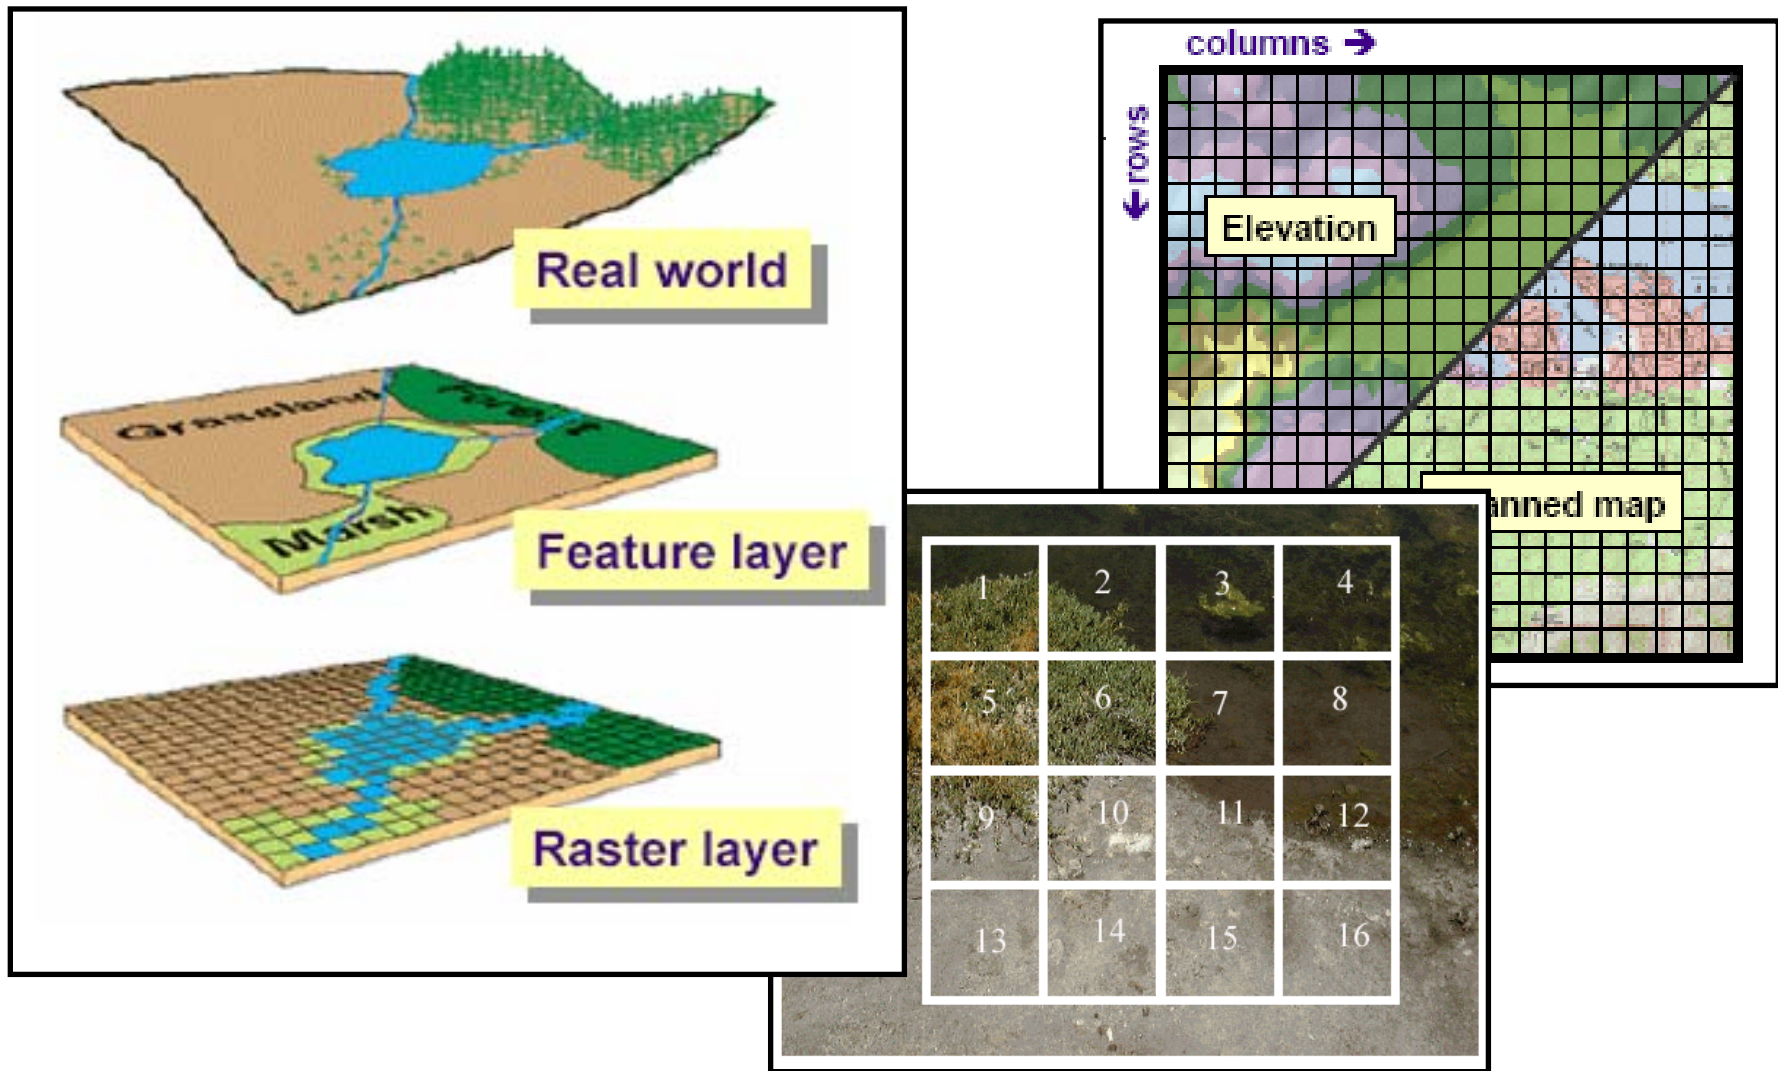 Real world
Grassland
Forest
Marsh
Feature layer
Raster layer
columns →
← rows
Elevation
anned map
1 2 3 4
5 6 7 8
9 10 11 12
13 14 15 16